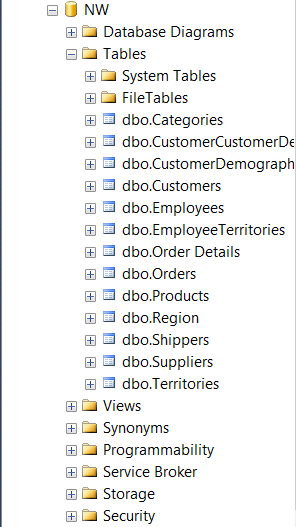 NW
Database Diagrams
Tables
System Tables
FileTables
dbo.Categories
dbo.CustomerCustomerDe
dbo.CustomerDemograph
dbo.Customers
dbo.Employees
dbo.EmployeeTerritories
dbo.Order Details
dbo.Orders
dbo.Products
dbo.Region
dbo.Shippers
dbo.Suppliers
dbo.Territories
Views
Synonyms
Programmability
Service Broker
Storage
Security